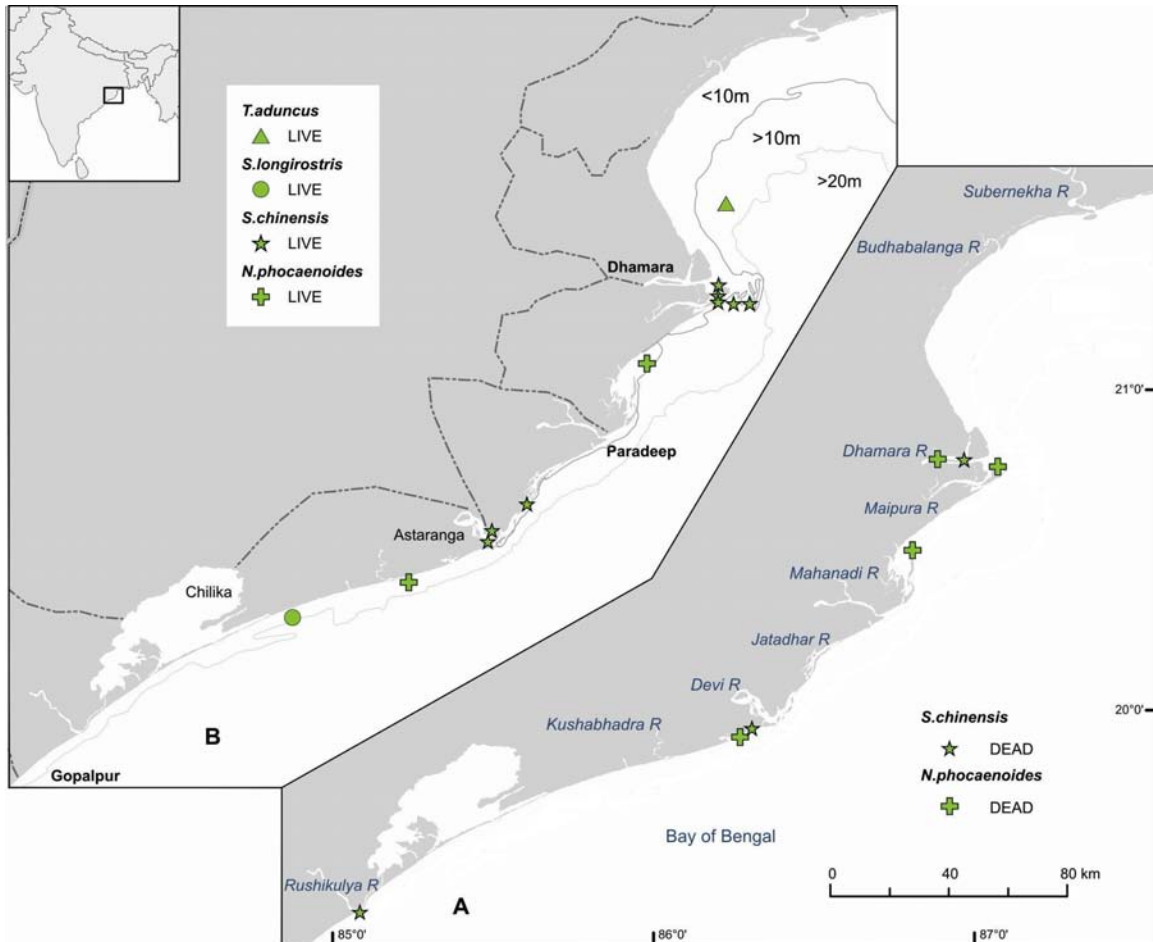 T.aduncus
LIVE
S.longirostris
LIVE
S.chinensis
LIVE
N.phocaenoides
LIVE
<10m
>10m
>20m
Dhamara
Paradeep
Astaranga
Chilika
B
Gopalpur
Subernekha R
Budhabalanga R
21°0'
Dhamara R
Maipura R
Mahanadi R
Jatadhar R
Devi R
20°0'
Kushabhadra R
S.chinensis
DEAD
N.phocaenoides
DEAD
Bay of Bengal
Rushikulya R
A
0 40 80 km
85°0' 86°0' 87°0'